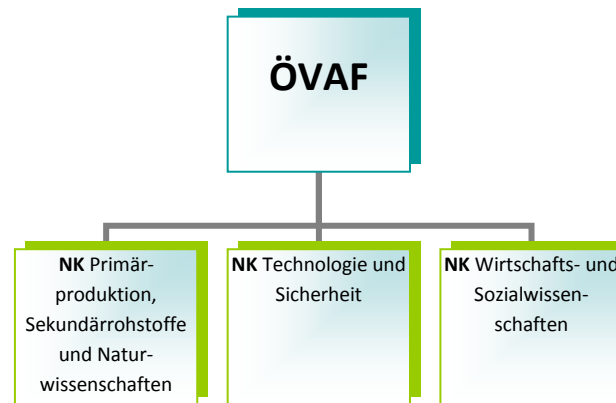 ÖVAF
NK Primär-
produktion,
Sekundärrohstoffe
und Natur-
wissenschaften
NK Technologie und
Sicherheit
NK Wirtschafts- und
Sozialwissen-
schaften